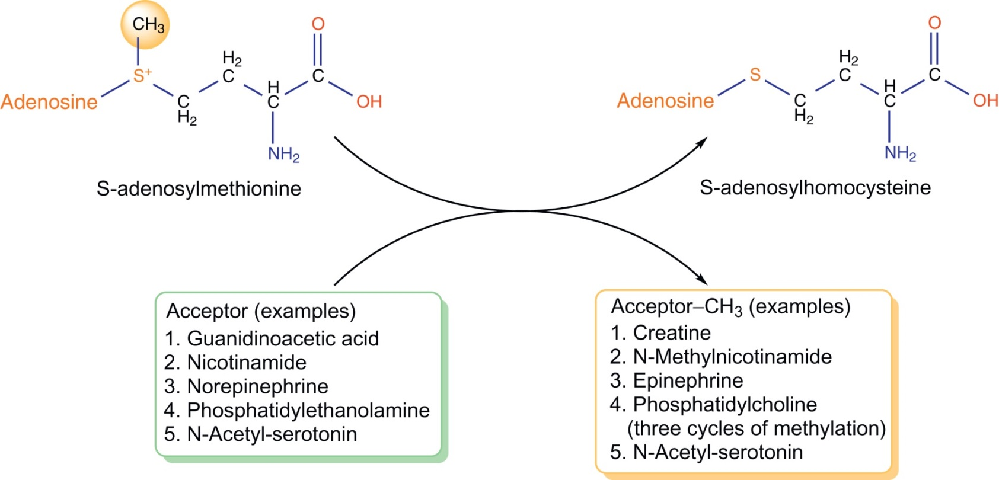 CH3
O
H2
S+
C
H
C
Adenosine
C
H2
C
OH
NH2
S-adenosylmethionine
O
H2
S
C
H
C
Adenosine
C
H2
C
OH
NH2
S-adenosylhomocysteine
Acceptor (examples)
1. Guanidinoacetic acid
2. Nicotinamide
3. Norepinephrine
4. Phosphatidylethanolamine
5. N-Acetyl-serotonin
Acceptor–CH3 (examples)
1. Creatine
2. N-Methylnicotinamide
3. Epinephrine
4. Phosphatidylcholine
(three cycles of methylation)
5. N-Acetyl-serotonin